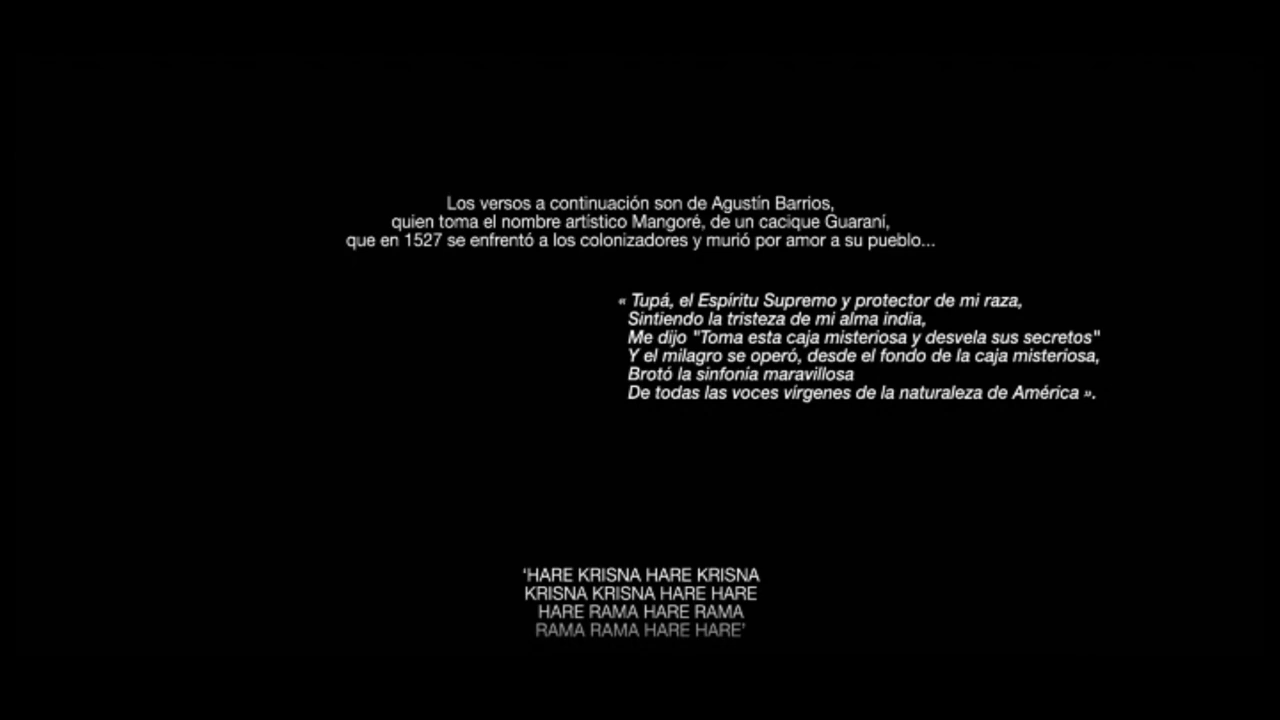 Los versos a continuación son de Agustín Barrios,
quien toma el nombre artístico Mangoré, de un cacique Guaraní,
que en 1527 se enfrentó a los colonizadores y murió por amor a su pueblo...
« Tupá, el Espíritu Supremo y protector de mi raza,
Sintiendo la tristeza de mi alma india,
Me dijo "Toma esta caja misteriosa y desvela sus secretos"
Y el milagro se operó, desde el fondo de la caja misteriosa,
Brotó la sinfonía maravillosa
De todas las voces vírgenes de la naturaleza de América ».
‘HARE KRISNA HARE KRISNA
KRISNA KRISNA HARE HARE
HARE RAMA HARE RAMA
RAMA RAMA HARE HARE’